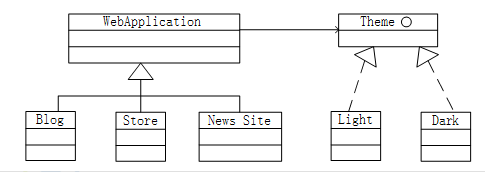 WebApplication
Theme
Blog
Store
News Site
Light
Dark